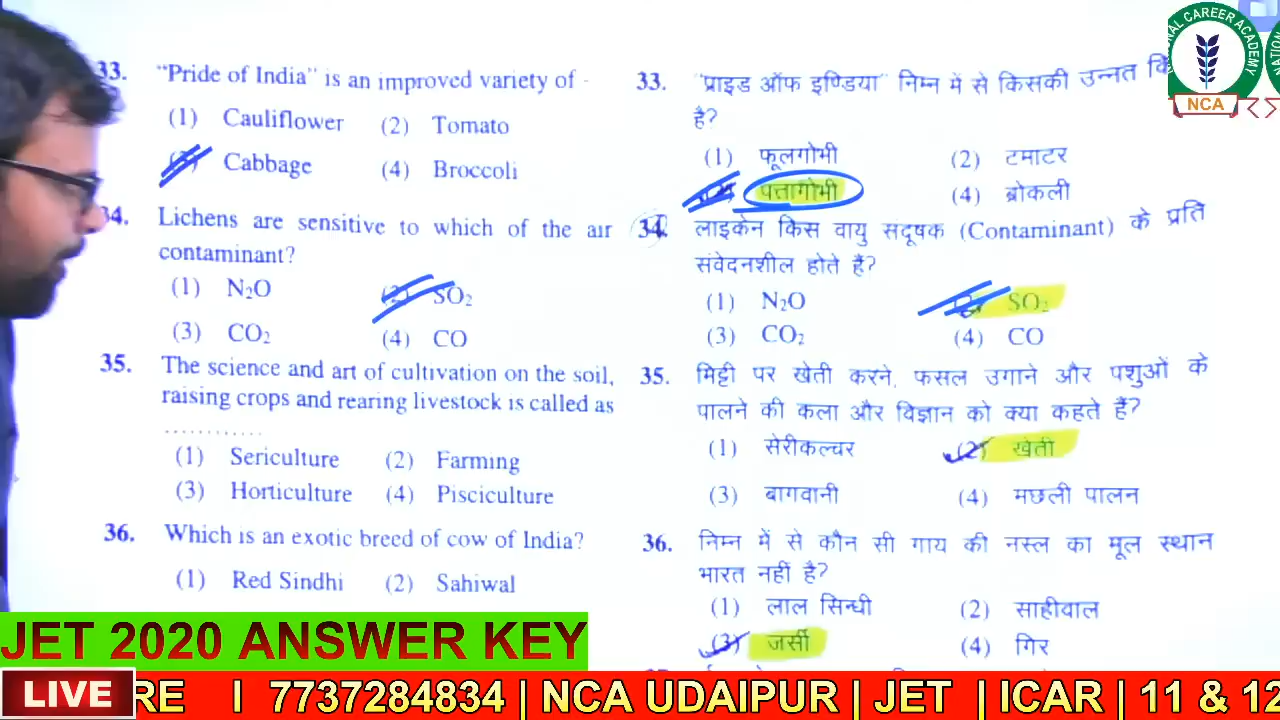 33. "Pride of India" is an improved variety of -
(1) Cauliflower (2) Tomato
(3) Cabbage (4) Broccoli
34. Lichens are sensitive to which of the air
contaminant?
(1) N₂O (2) SO₂
(3) CO₂ (4) CO
35. The science and art of cultivation on the soil,
raising crops and rearing livestock is called as
............
(1) Sericulture (2) Farming
(3) Horticulture (4) Pisciculture
36. Which is an exotic breed of cow of India?
(1) Red Sindhi (2) Sahiwal
33. "प्राइड ऑफ इण्डिया" निम्न में से किसकी उन्नत
है?
(1) फूलगोभी (2) टमाटर
पत्तागोभी (4) ब्रोकली
34. लाइकेन किस वायु संदूषक (Contaminant) के प्रति
संवेदनशील होते हैं?
(1) N₂O (2) SO₂
(3) CO₂ (4) CO
35. मिट्टी पर खेती करने, फसल उगाने और पशुओं के
पालने की कला और विज्ञान को क्या कहते हैं?
(1) सेरीकल्चर (2) खेती
(3) बागवानी (4) मछली पालन
36. निम्न में से कौन सी गाय की नस्ल का मूल स्थान
भारत नहीं है?
(1) लाल सिन्धी (2) साहीवाल
(3) जर्सी (4) गिर
CAREER ACADEMY
NCA
JET 2020 ANSWER KEY
LIVE RE | 7737284834 | NCA UDAIPUR | JET | ICAR | 11 & 12